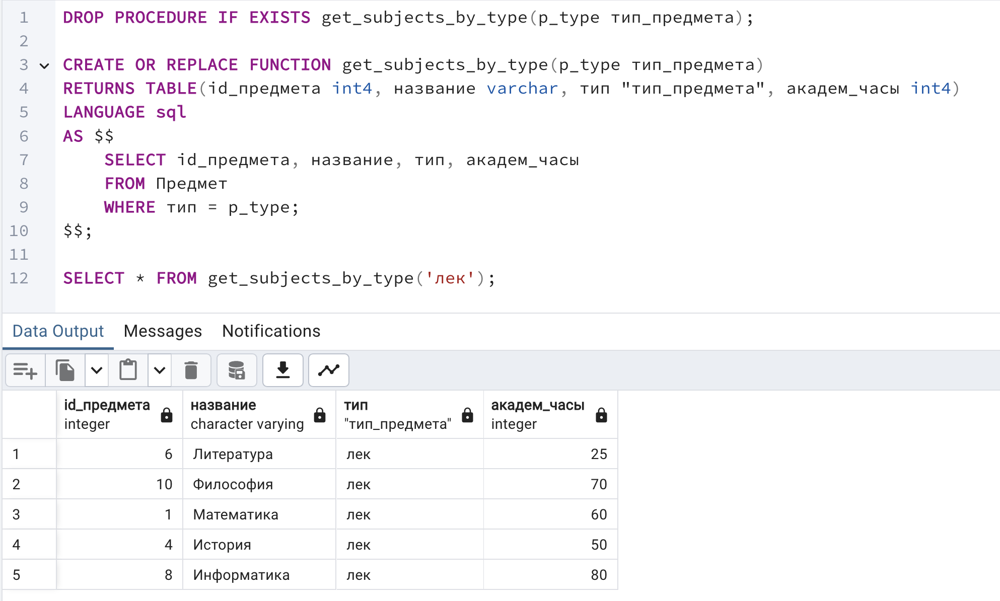 1 DROP PROCEDURE IF EXISTS get_subjects_by_type(p_type тип_предмета);
2
3 CREATE OR REPLACE FUNCTION get_subjects_by_type(p_type тип_предмета)
4 RETURNS TABLE(id_предмета int4, название varchar, тип "тип_предмета", академ_часы int4)
5 LANGUAGE sql
6 AS $$
7 SELECT id_предмета, название, тип, академ_часы
8 FROM Предмет
9 WHERE тип = p_type;
10 $$;
11
12 SELECT * FROM get_subjects_by_type('лек');
Data Output Messages Notifications
id_предмета название тип академ_часы
integer character varying "тип_предмета" integer
1 6 Литература лек 25
2 10 Философия лек 70
3 1 Математика лек 60
4 4 История лек 50
5 8 Информатика лек 80